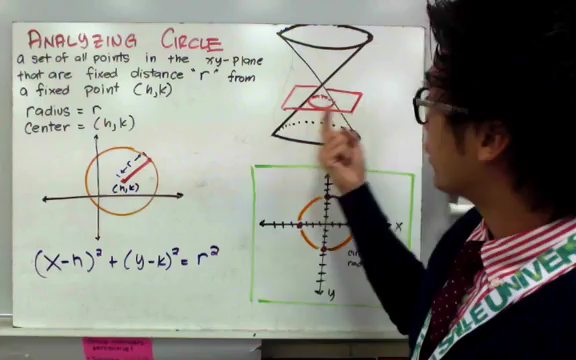 ANALYZING CIRCLE
a set of all points in the xy-plane
that are fixed distance "r" from
a fixed point (h,k)
radius = r
center = (h,k)
r
(h,k)
(x-h)² + (y-k)² = r²
x
y